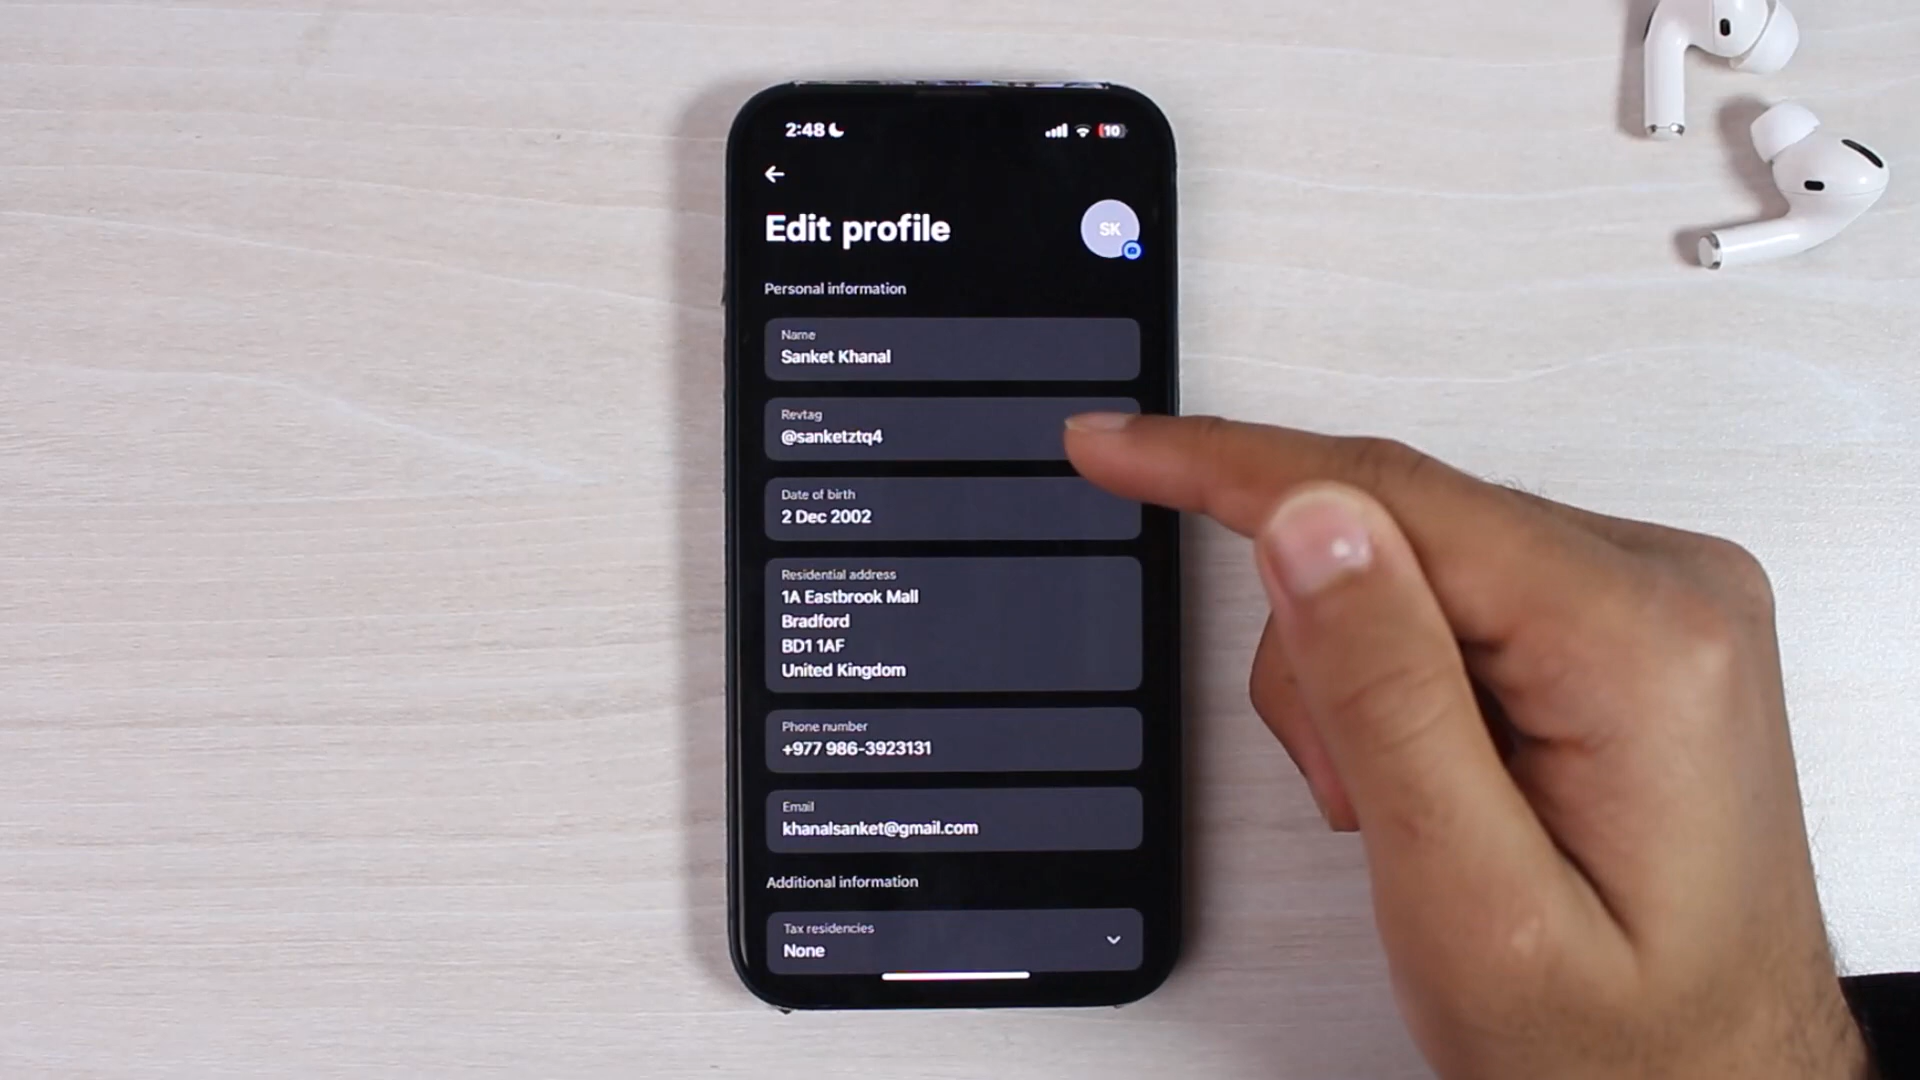 2:48
10
Edit profile
SK
Personal information
Name
Sanket Khanal
Revtag
@sanketztq4
Date of birth
2 Dec 2002
Residential address
1A Eastbrook Mall
Bradford
BD1 1AF
United Kingdom
Phone number
+977 986-3923131
Email
khanalsanket@gmail.com
Additional information
Tax residencies
None